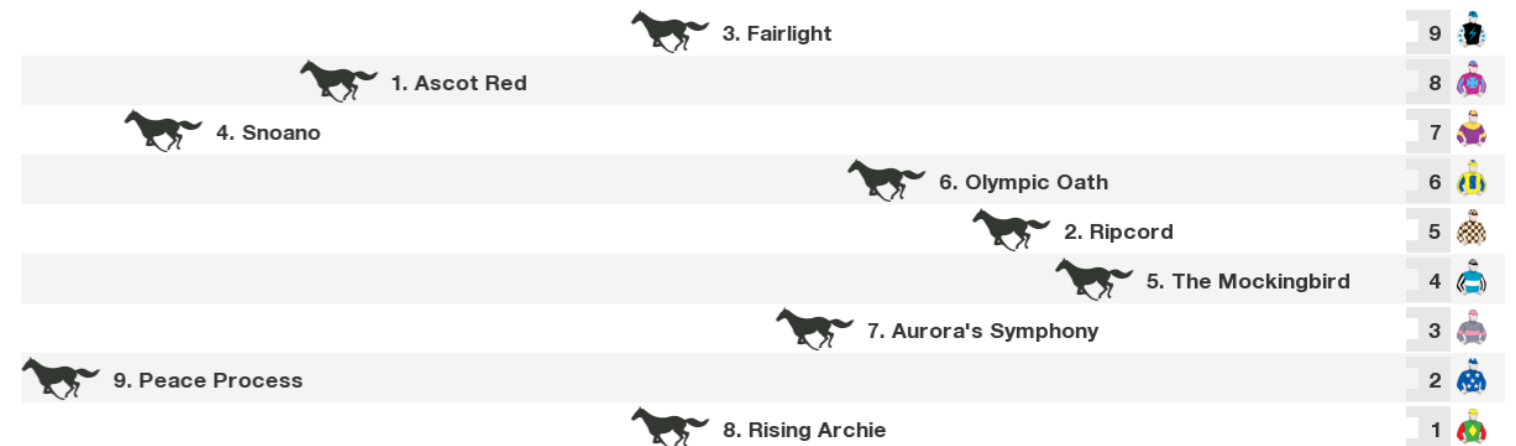 3. Fairlight 9
1. Ascot Red 8
4. Snoano 7
6. Olympic Oath 6
2. Ripcord 5
5. The Mockingbird 4
7. Aurora's Symphony 3
9. Peace Process 2
8. Rising Archie 1